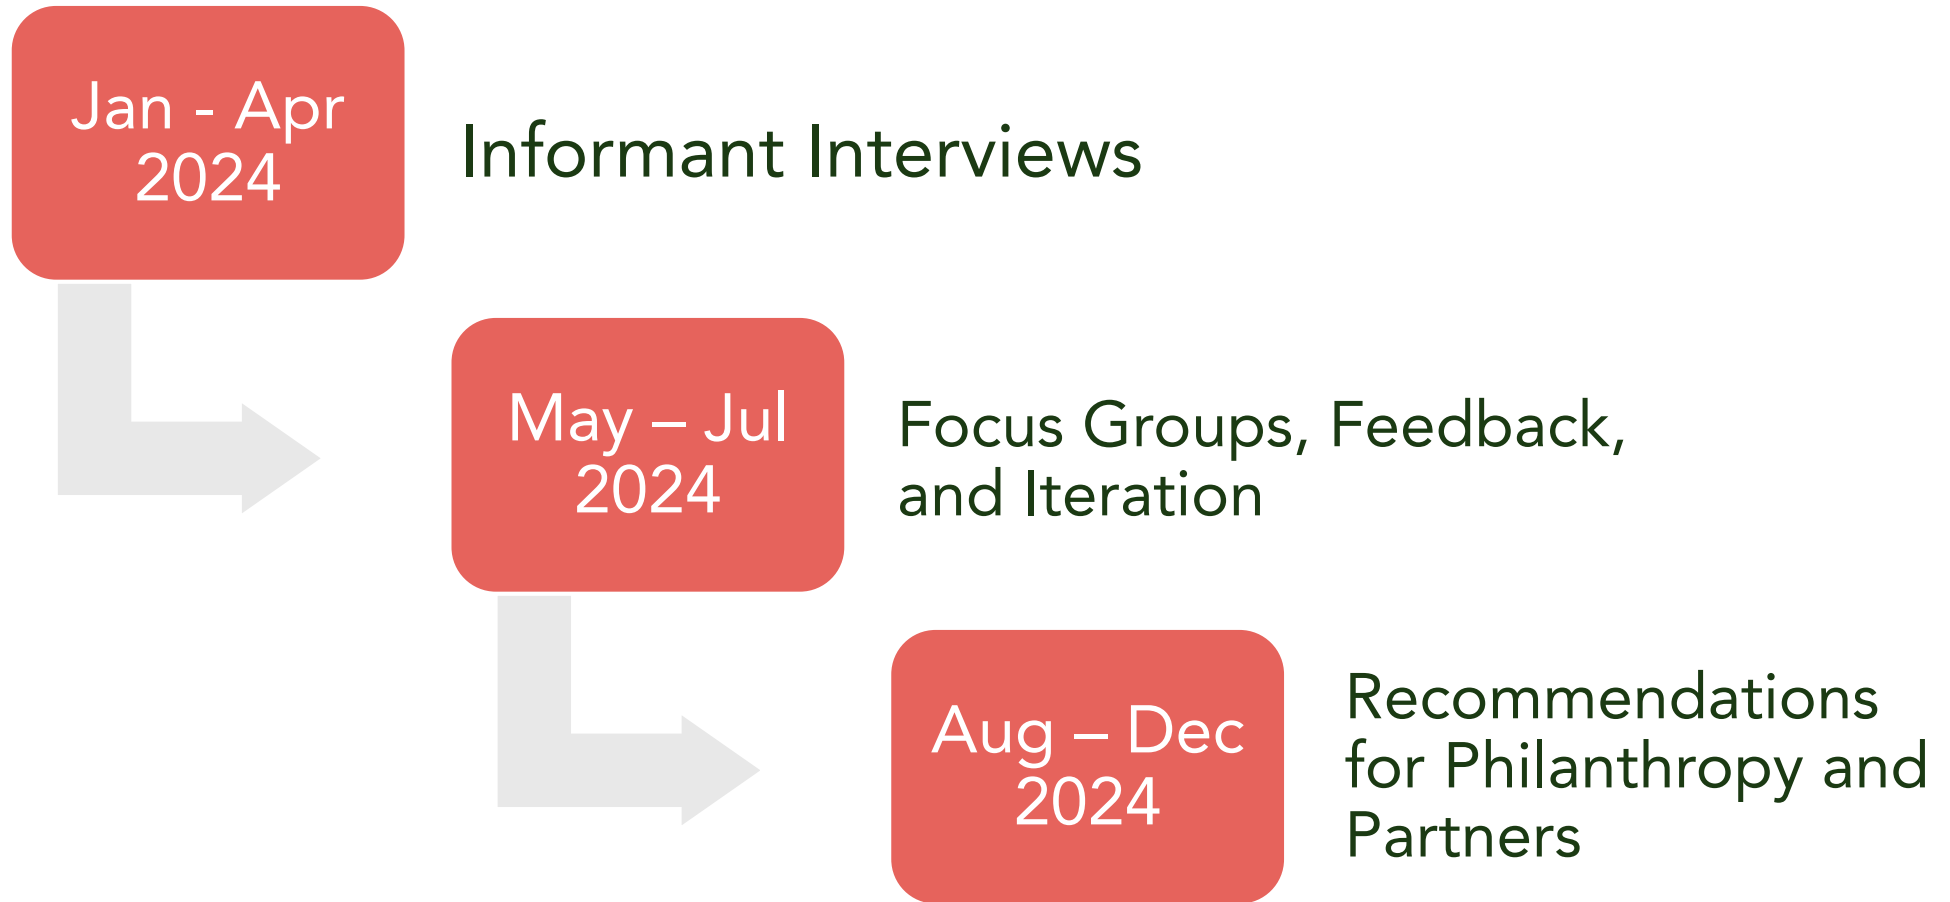 Jan - Apr
2024
Informant Interviews
May – Jul
2024
Focus Groups, Feedback,
and Iteration
Aug – Dec
2024
Recommendations
for Philanthropy and
Partners